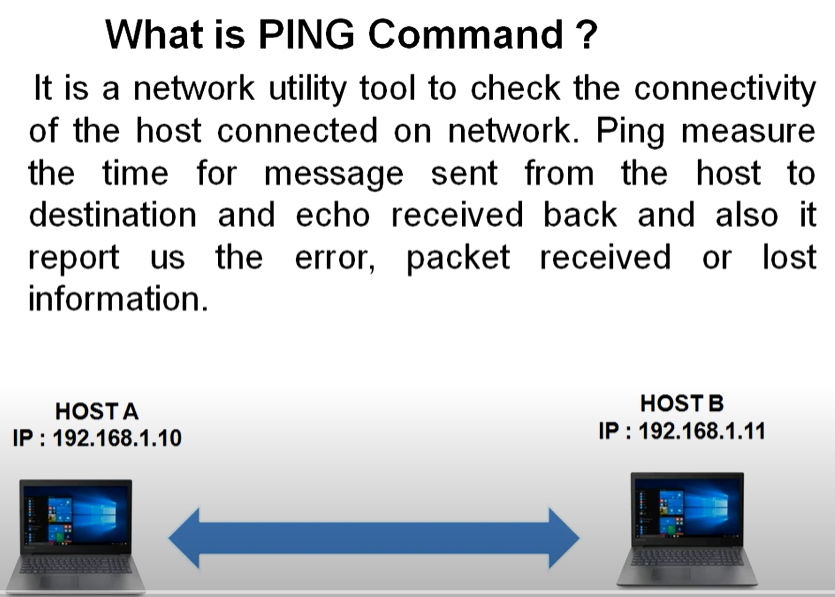 What is PING Command ?
It is a network utility tool to check the connectivity
of the host connected on network. Ping measure
the time for message sent from the host to
destination and echo received back and also it
report us the error, packet received or lost
information.
HOST A
IP : 192.168.1.10
HOST B
IP : 192.168.1.11